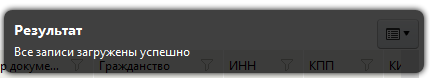 Результат
Все записи загружены успешно
р докуме... Гражданство ИНН КПП